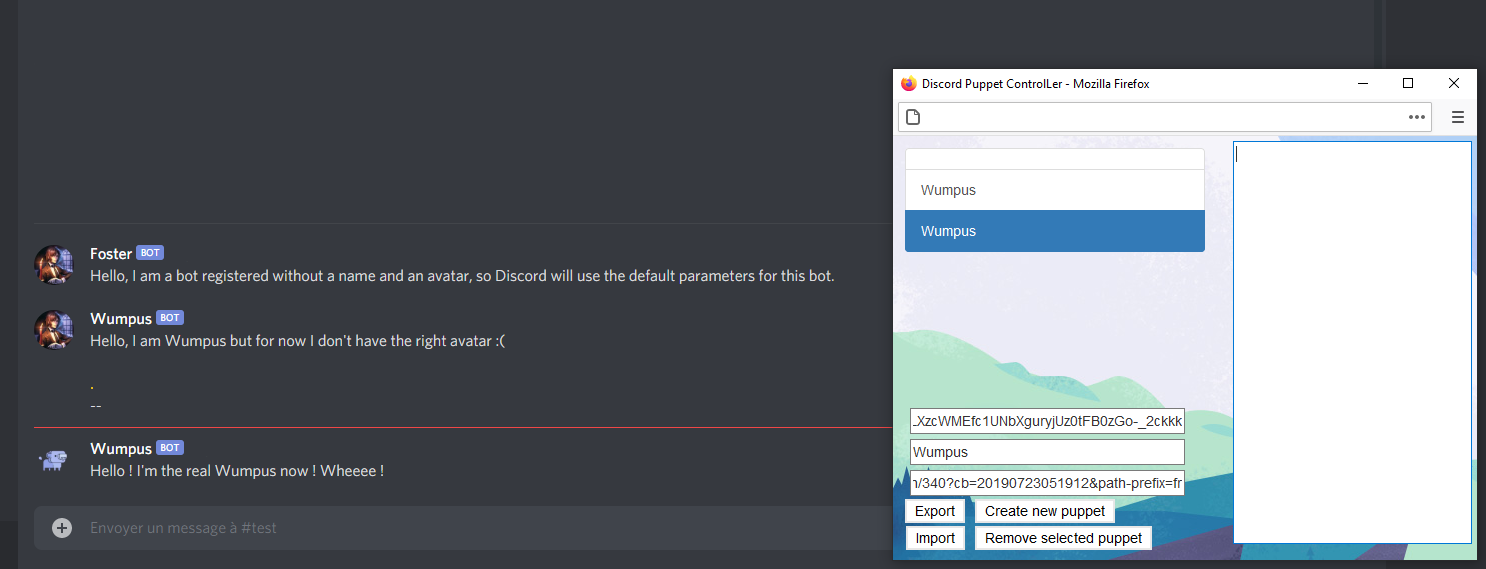 Foster BOT
Hello, I am a bot registered without a name and an avatar, so Discord will use the default parameters for this bot.
Wumpus BOT
Hello, I am Wumpus but for now I don't have the right avatar :(
.
--
Wumpus BOT
Hello ! I'm the real Wumpus now ! Wheeee !
Envoyer un message à #test
Discord Puppet ControlLer - Mozilla Firefox
Wumpus
Wumpus
XzcWMEfc1UNbXguryjUz0tFB0zGo-_2ckkk
Wumpus
/340?cb=20190723051912&path-prefix=fr
Export
Create new puppet
Import
Remove selected puppet